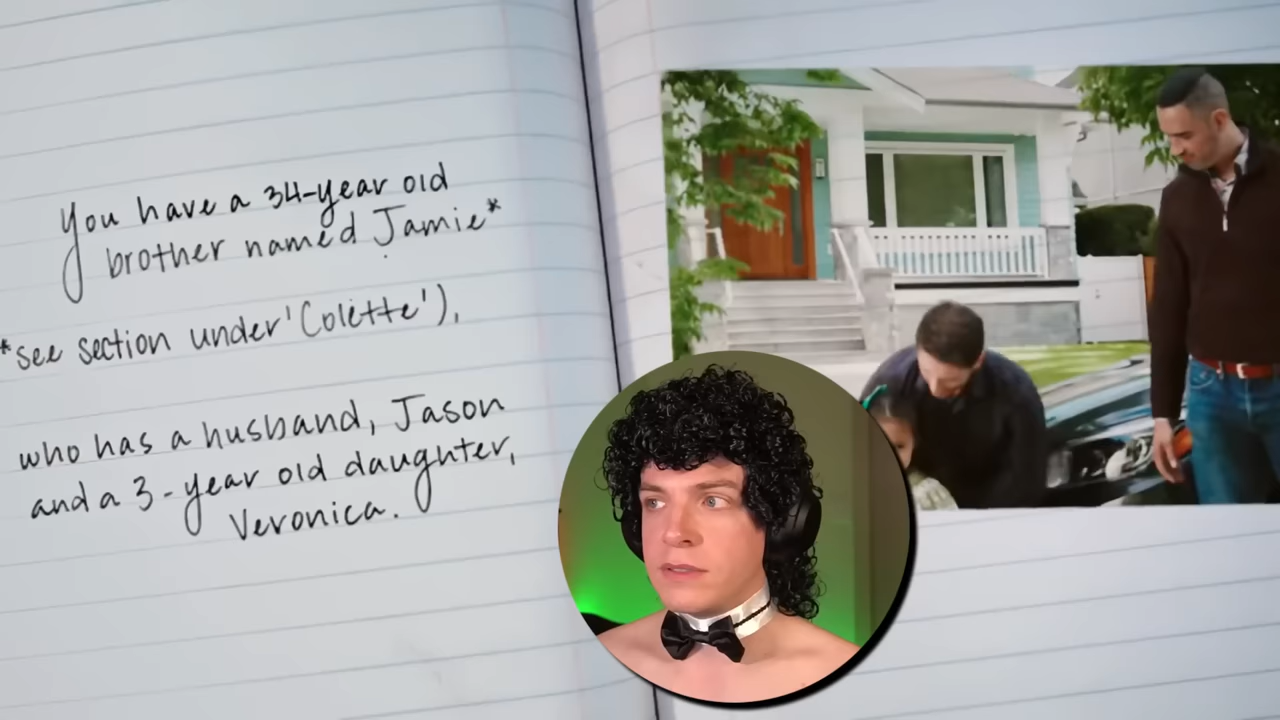 You have a 34-year old
brother named Jamie*
*see section under 'Colette'),
who has a husband, Jason
and a 3-year old daughter,
Veronica.